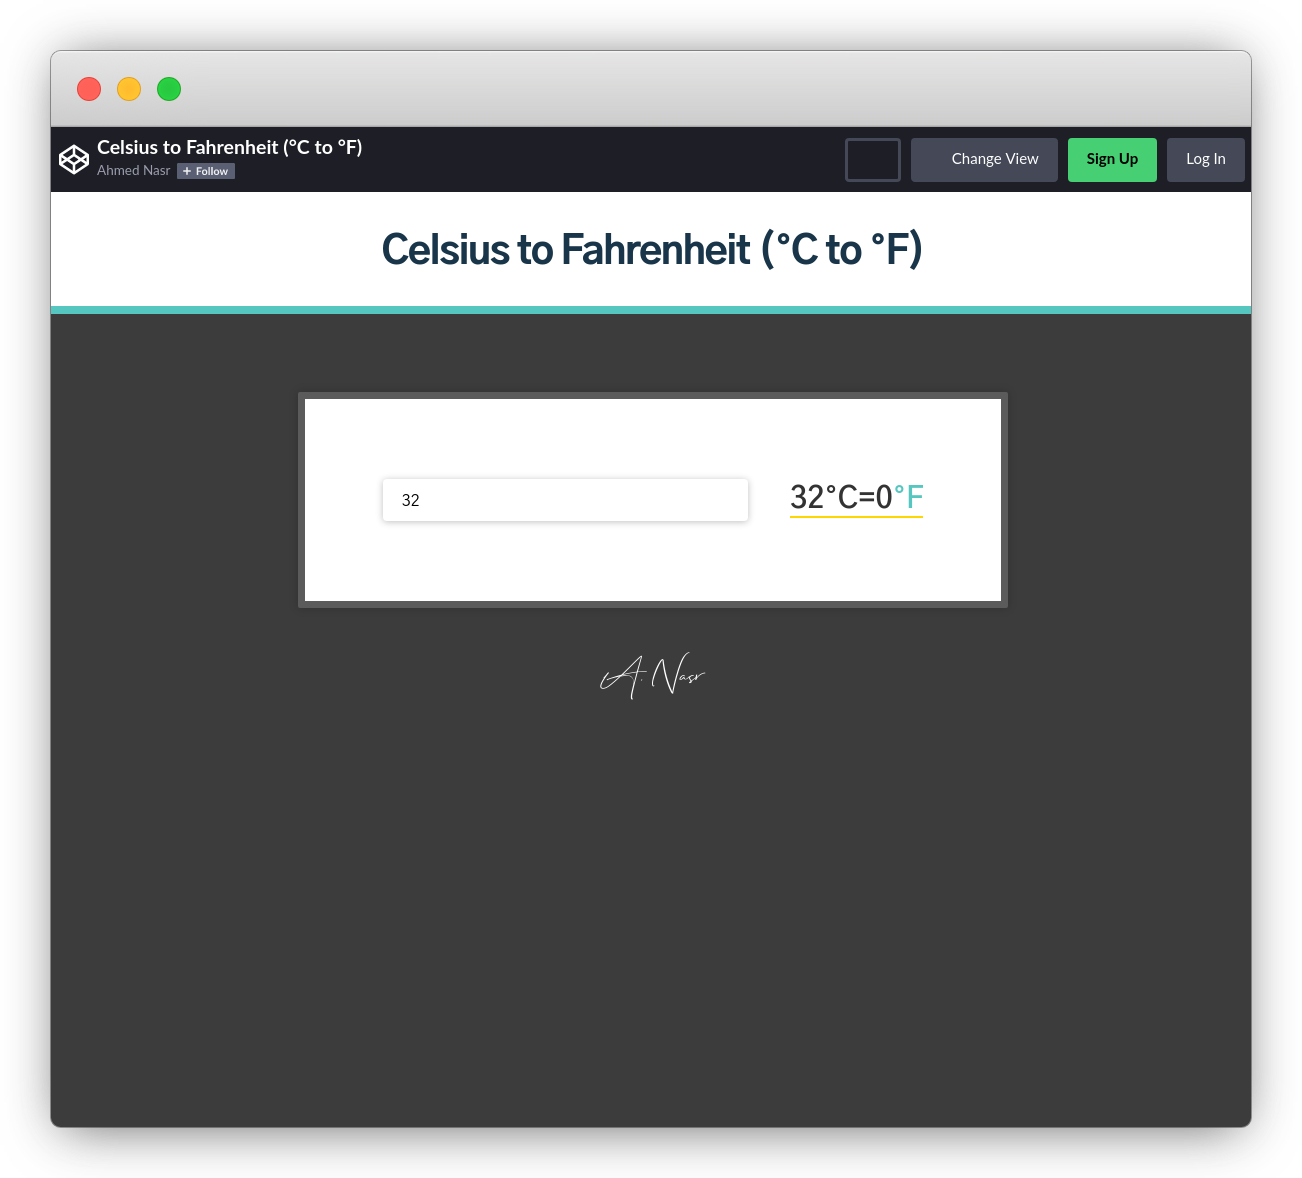 Celsius to Fahrenheit (°C to °F)
Ahmed Nasr + Follow
Change View
Sign Up
Log In
Celsius to Fahrenheit (°C to °F)
32
32°C=0°F
A. Nasr